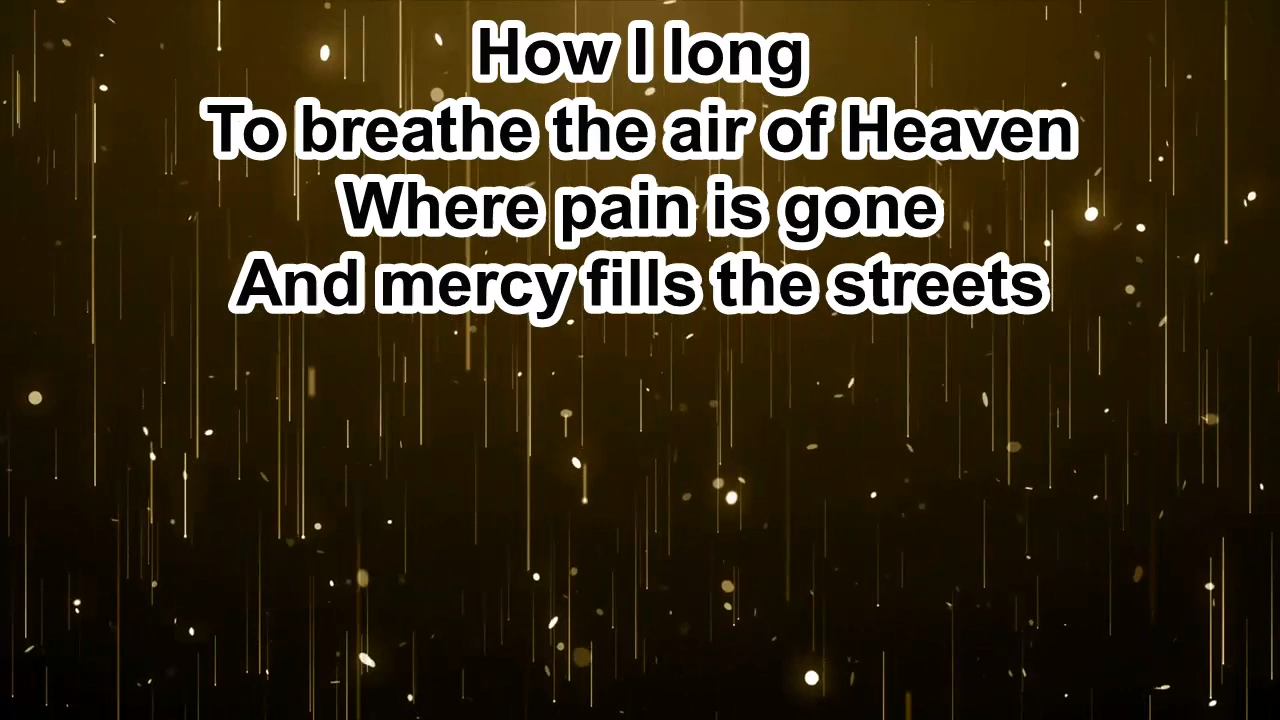 How I long
To breathe the air of Heaven
Where pain is gone
And mercy fills the streets